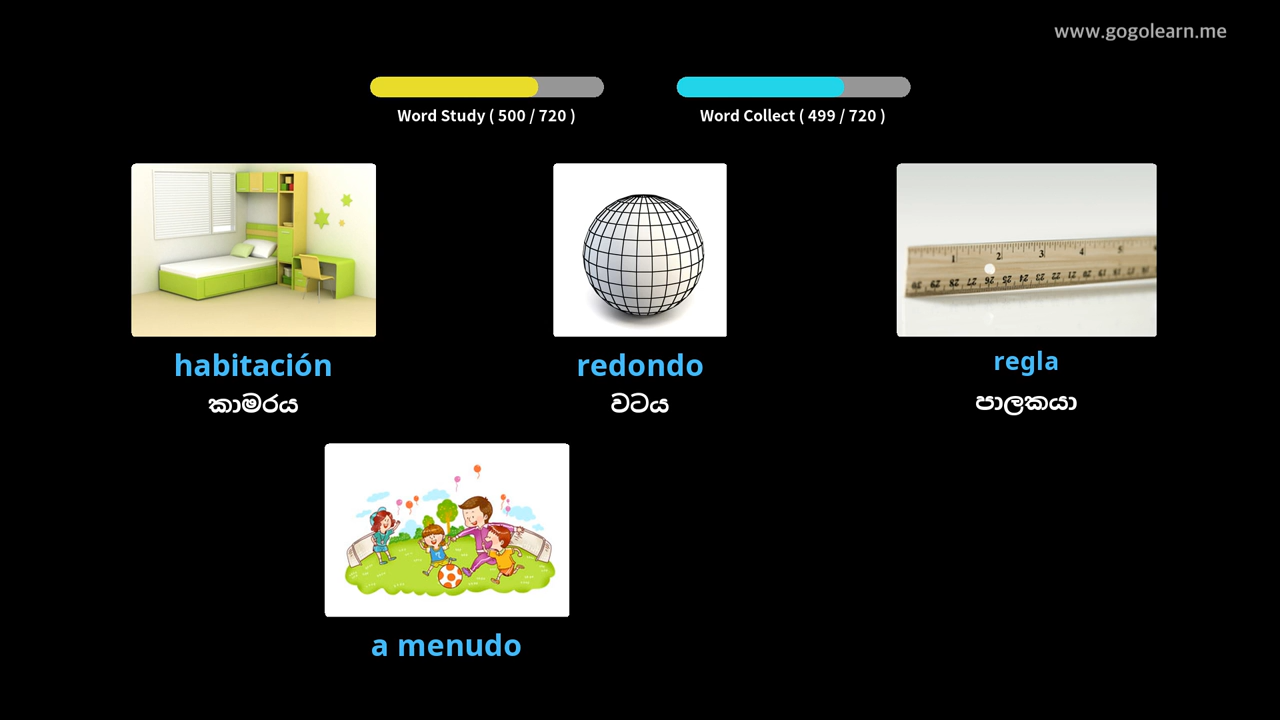 www.gogolearn.me
Word Study ( 500 / 720 )
Word Collect ( 499 / 720 )
habitación
redondo
regla
කාමරය
වටය
පාලකයා
a menudo